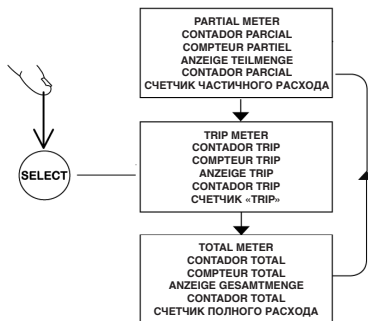 PARTIAL METER
CONTADOR PARCIAL
COMPTEUR PARTIEL
ANZEIGE TEILMENGE
CONTADOR PARCIAL
СЧЕТЧИК ЧАСТИЧНОГО РАСХОДА
SELECT
TRIP METER
CONTADOR TRIP
COMPTEUR TRIP
ANZEIGE TRIP
CONTADOR TRIP
СЧЕТЧИК «TRIP»
TOTAL METER
CONTADOR TOTAL
COMPTEUR TOTAL
ANZEIGE GESAMTMENGE
CONTADOR TOTAL
СЧЕТЧИК ПОЛНОГО РАСХОДА